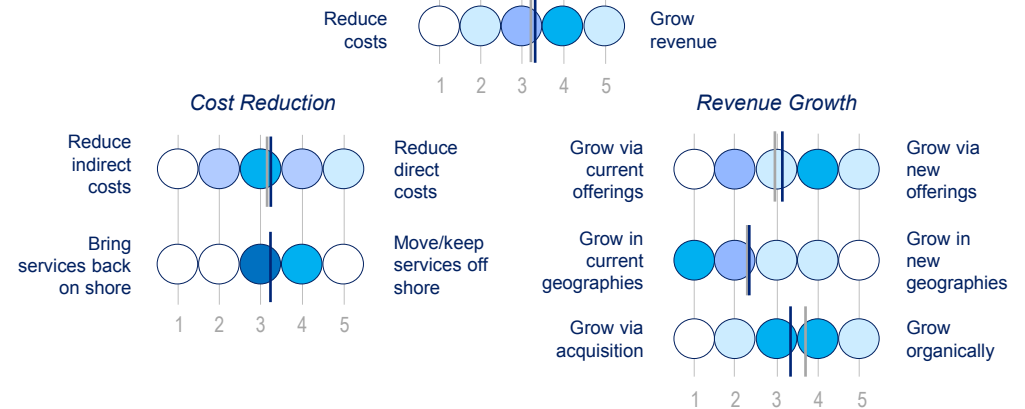 Reduce
costs
Grow
revenue
1 2 3 4 5
Cost Reduction
Reduce
indirect
costs
Reduce
direct
costs
Bring
services back
on shore
Move/keep
services off
shore
1 2 3 4 5
Revenue Growth
Grow via
current
offerings
Grow via
new
offerings
Grow in
current
geographies
Grow in
new
geographies
Grow via
acquisition
Grow
organically
1 2 3 4 5